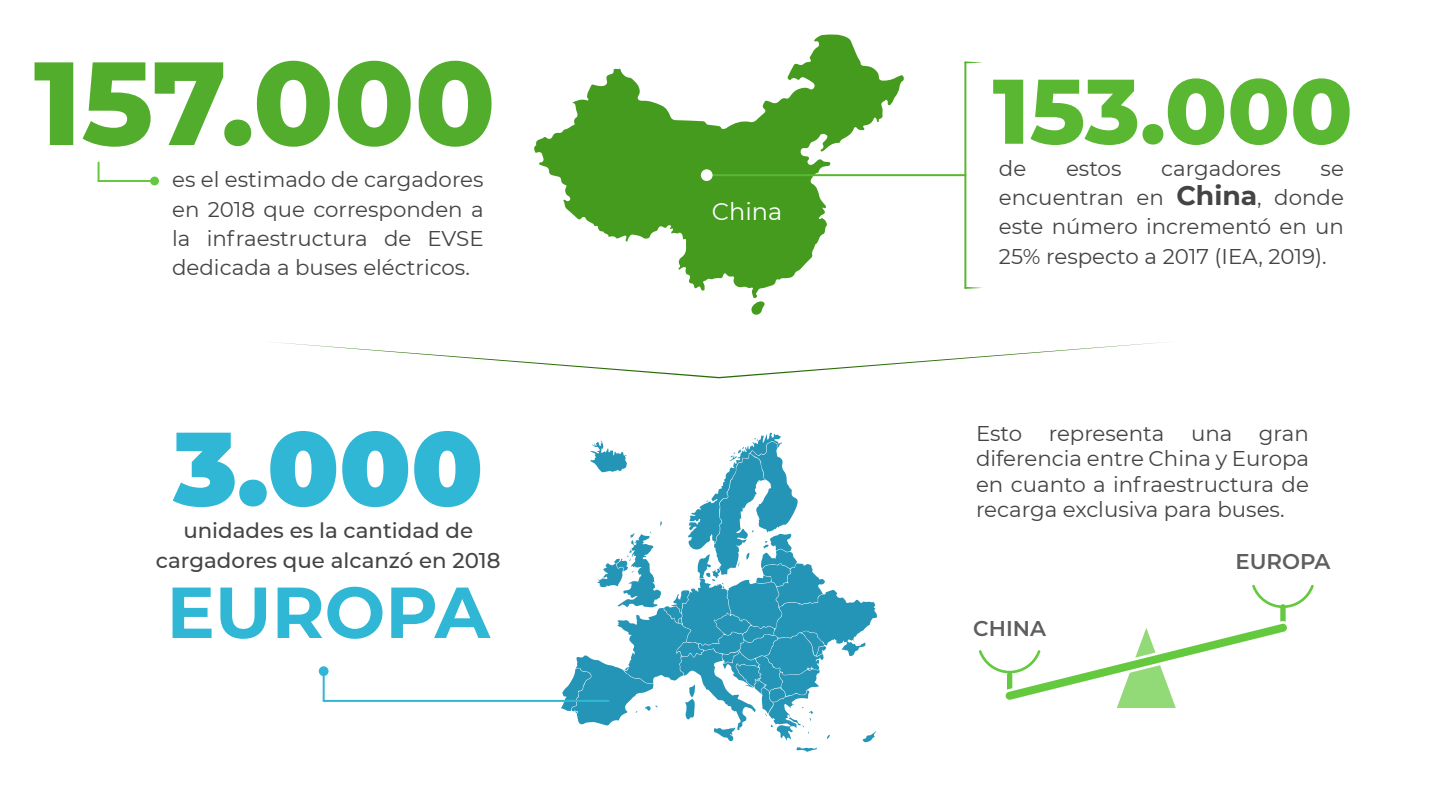 157.000
es el estimado de cargadores
en 2018 que corresponden a
la infraestructura de EVSE
dedicada a buses eléctricos.
China
153.000
de estos cargadores se
encuentran en China, donde
este número incrementó en un
25% respecto a 2017 (IEA, 2019).
3.000
unidades es la cantidad de
cargadores que alcanzó en 2018
EUROPA
Esto representa una gran
diferencia entre China y Europa
en cuanto a infraestructura de
recarga exclusiva para buses.
EUROPA
CHINA